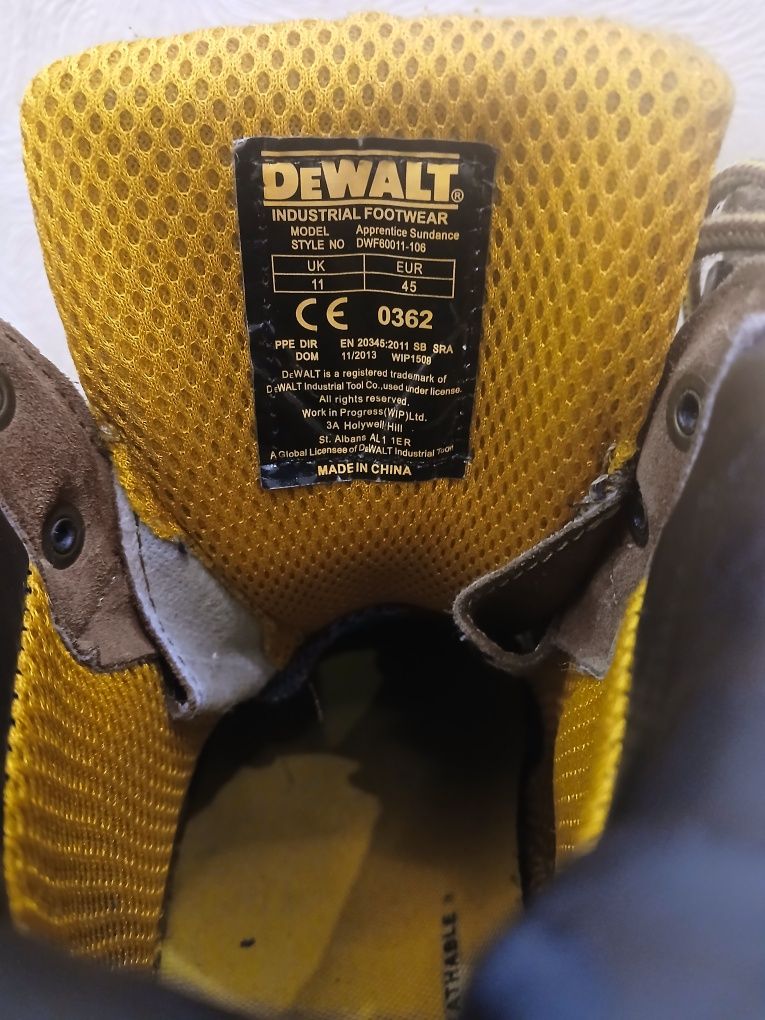 DEWALT®
INDUSTRIAL FOOTWEAR
MODEL Apprentice Sundance
STYLE NO DWF60011-106
UK EUR
11 45
CE 0362
PPE DIR EN 20345:2011 SB SRA
DOM 11/2013 WIP1509
DEWALT is a registered trademark of
DEWALT Industrial Tool Co.,used under license.
All rights reserved.
Work in Progress(WIP)Ltd.
3A Holywell Hill
St. Albans AL1 1ER
A Global Licensee of DEWALT Industrial
MADE IN CHINA
ATHABLE